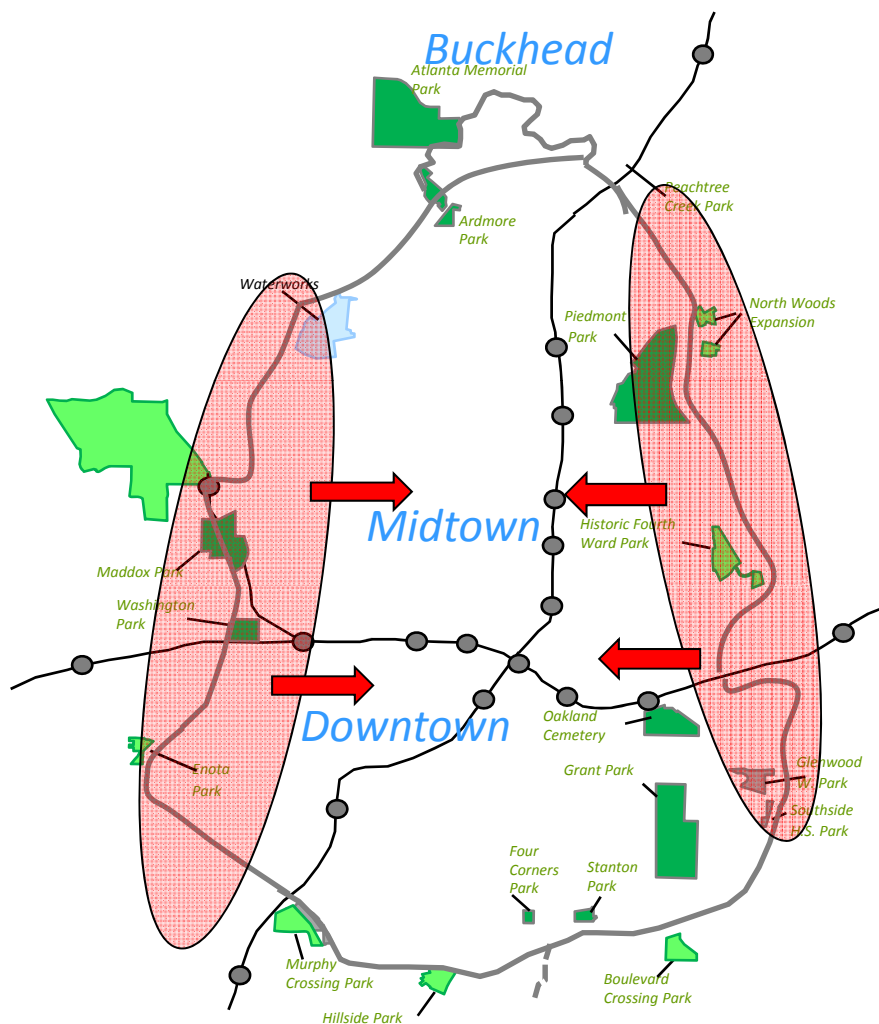 Buckhead
Atlanta Memorial
Park
Peachtree
Creek Park
Ardmore
Park
Waterworks
North Woods
Expansion
Piedmont
Park
Midtown
Historic Fourth
Ward Park
Maddox Park
Washington
Park
Downtown
Oakland
Cemetery
Enota
Park
Grant Park
Glenwood
W. Park
Southside
H.S. Park
Four
Corners
Park
Stanton
Park
Murphy
Crossing Park
Boulevard
Crossing Park
Hillside Park